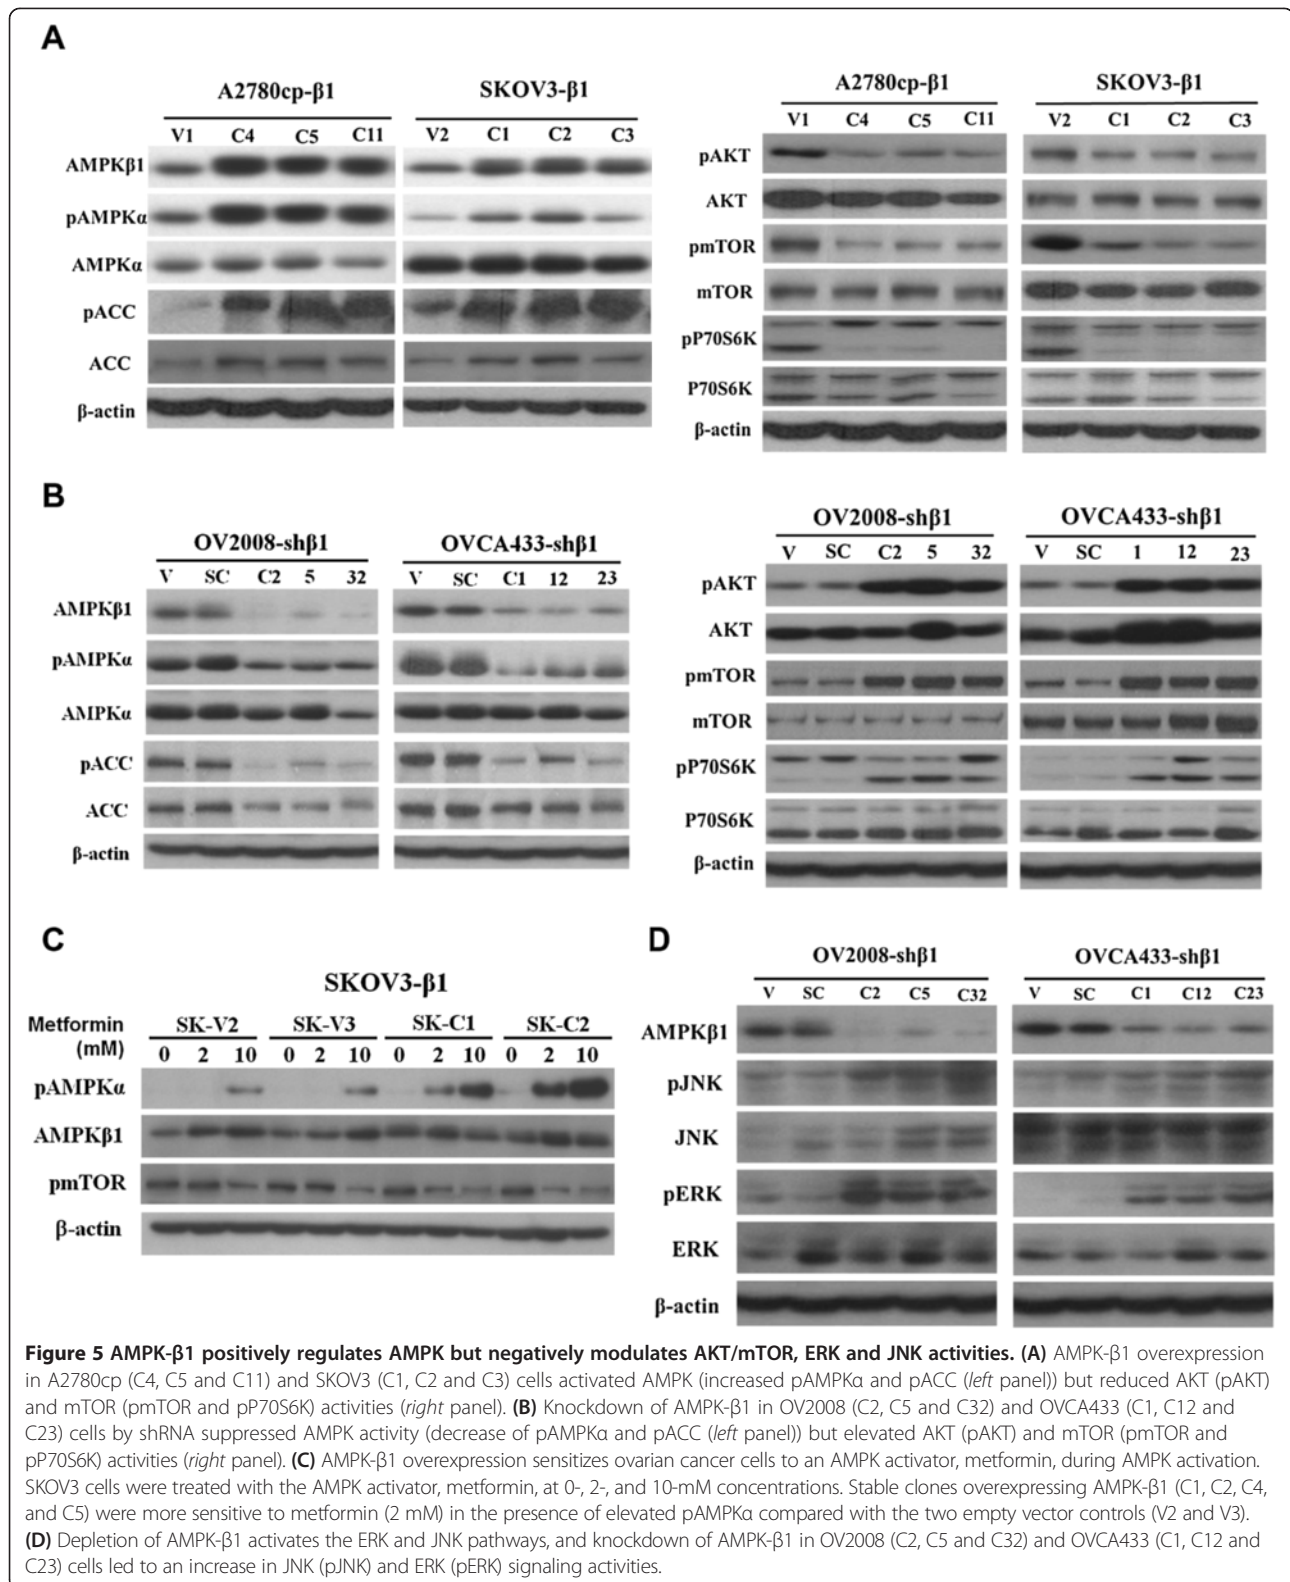 A
A2780cp-β1
SKOV3-β1
V1 C4 C5 C11 V2 C1 C2 C3
AMPKβ1
pAMPKα
AMPKα
pACC
ACC
β-actin
A2780cp-β1
SKOV3-β1
V1 C4 C5 C11 V2 C1 C2 C3
pAKT
AKT
pmTOR
mTOR
pP70S6K
P70S6K
β-actin
B
OV2008-shβ1
OVCA433-shβ1
V SC C2 5 32 V SC C1 12 23
AMPKβ1
pAMPKα
AMPKα
pACC
ACC
β-actin
OV2008-shβ1
OVCA433-shβ1
V SC C2 5 32 V SC 1 12 23
pAKT
AKT
pmTOR
mTOR
pP70S6K
P70S6K
β-actin
C
SKOV3-β1
Metformin (mM)
SK-V2 SK-V3 SK-C1 SK-C2
0 2 10 0 2 10 0 2 10 0 2 10
pAMPKα
AMPKβ1
pmTOR
β-actin
D
OV2008-shβ1
OVCA433-shβ1
V SC C2 C5 C32 V SC C1 C12 C23
AMPKβ1
pJNK
JNK
pERK
ERK
β-actin
Figure 5 AMPK-β1 positively regulates AMPK but negatively modulates AKT/mTOR, ERK and JNK activities. (A) AMPK-β1 overexpression
in A2780cp (C4, C5 and C11) and SKOV3 (C1, C2 and C3) cells activated AMPK (increased pAMPKα and pACC (left panel)) but reduced AKT (pAKT)
and mTOR (pmTOR and pP70S6K) activities (right panel). (B) Knockdown of AMPK-β1 in OV2008 (C2, C5 and C32) and OVCA433 (C1, C12 and
C23) cells by shRNA suppressed AMPK activity (decrease of pAMPKα and pACC (left panel)) but elevated AKT (pAKT) and mTOR (pmTOR and
pP70S6K) activities (right panel). (C) AMPK-β1 overexpression sensitizes ovarian cancer cells to an AMPK activator, metformin, during AMPK activation.
SKOV3 cells were treated with the AMPK activator, metformin, at 0-, 2-, and 10-mM concentrations. Stable clones overexpressing AMPK-β1 (C1, C2, C4,
and C5) were more sensitive to metformin (2 mM) in the presence of elevated pAMPKα compared with the two empty vector controls (V2 and V3).
(D) Depletion of AMPK-β1 activates the ERK and JNK pathways, and knockdown of AMPK-β1 in OV2008 (C2, C5 and C32) and OVCA433 (C1, C12 and
C23) cells led to an increase in JNK (pJNK) and ERK (pERK) signaling activities.